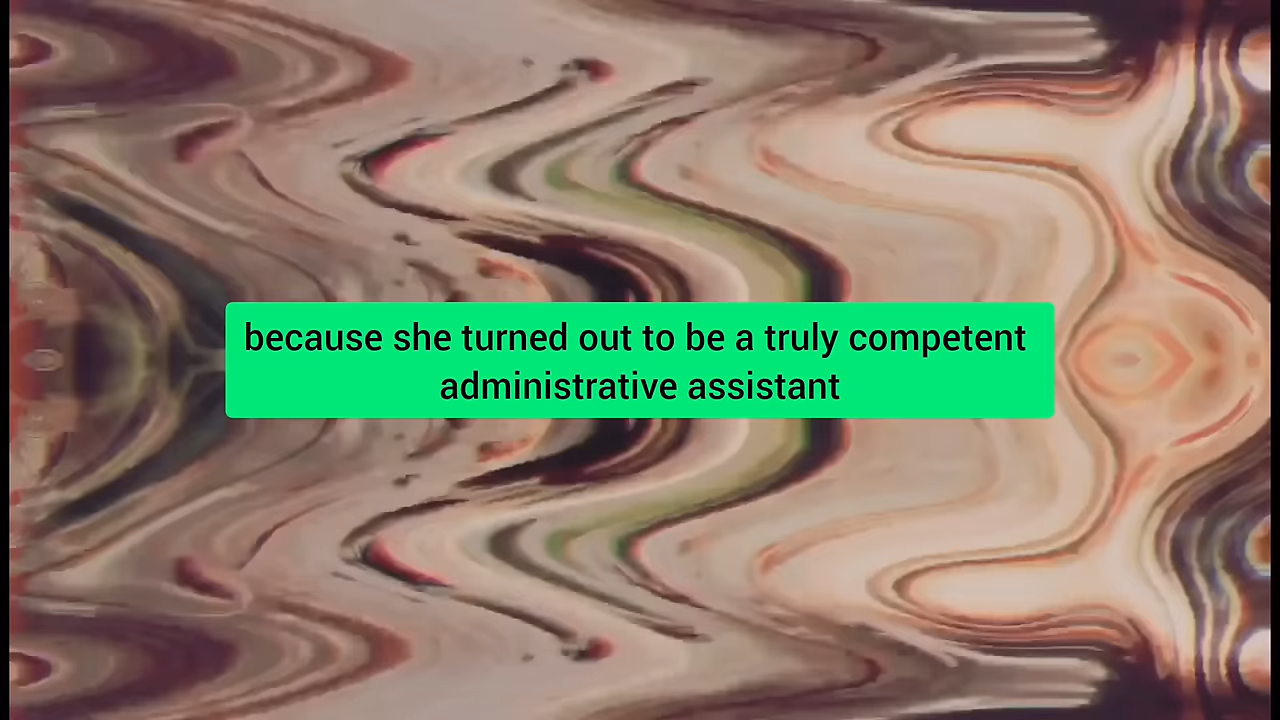 because she turned out to be a truly competent
administrative assistant